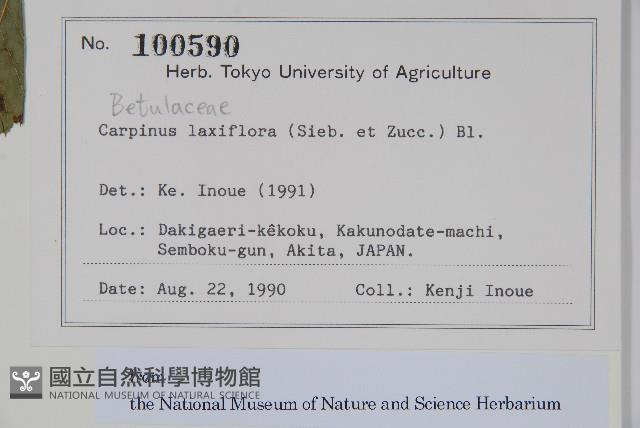 No. 100590
Herb. Tokyo University of Agriculture
Betulaceae
Carpinus laxiflora (Sieb. et Zucc.) Bl.
Det.: Ke. Inoue (1991)
Loc.: Dakigaeri-kêkoku, Kakunodate-machi,
Semboku-gun, Akita, JAPAN.
Date: Aug. 22, 1990 Coll.: Kenji Inoue
國立自然科學博物館
NATIONAL MUSEUM OF NATURAL SCIENCE
from
the National Museum of Nature and Science Herbarium